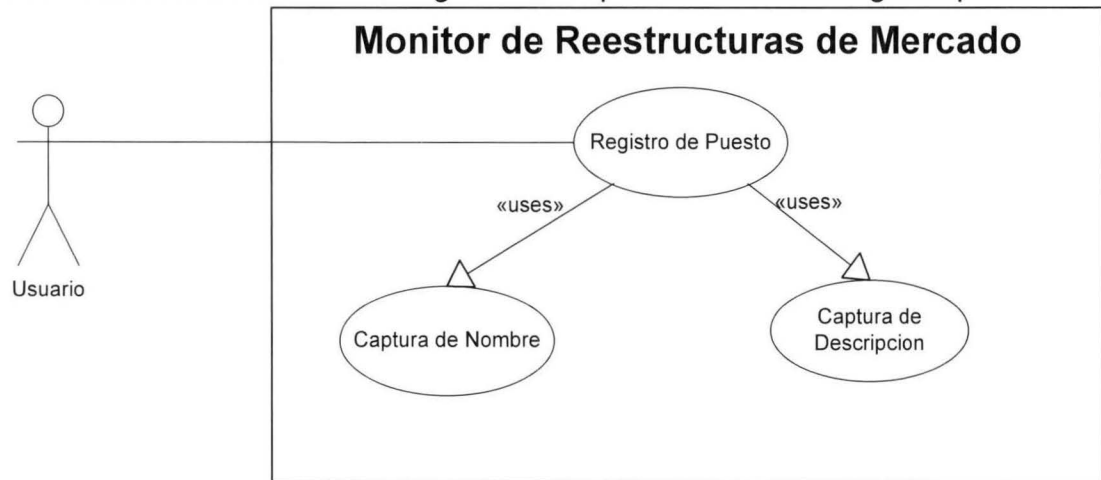 Monitor de Reestructuras de Mercado
Registro de Puesto
«uses»
«uses»
Usuario
Captura de Nombre
Captura de
Descripcion